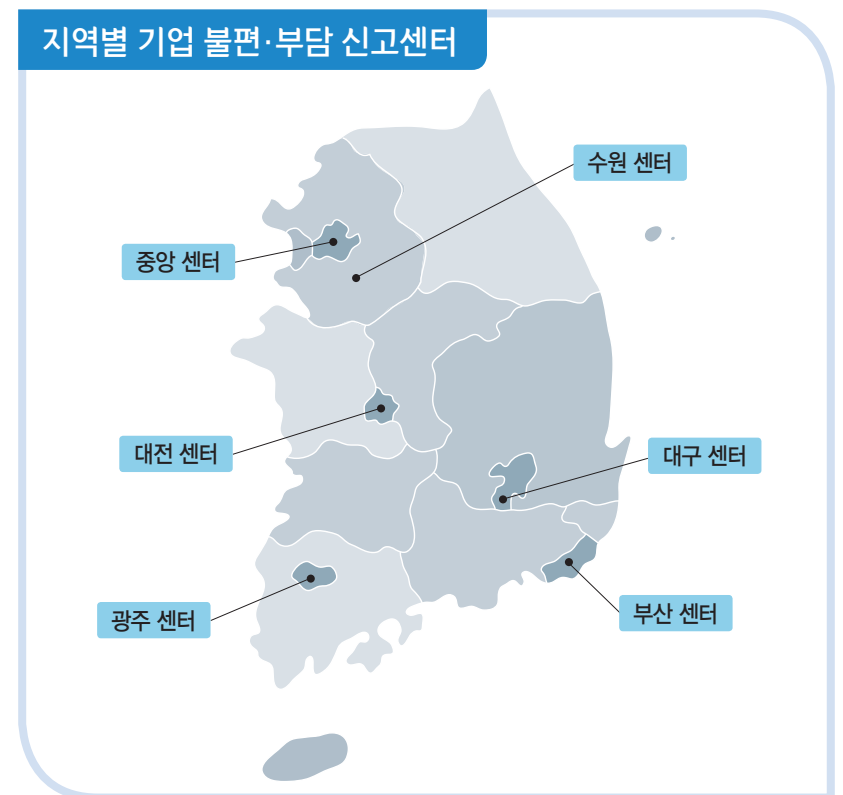 지역별 기업 불편·부담 신고센터
수원 센터
중앙 센터
대전 센터
대구 센터
광주 센터
부산 센터